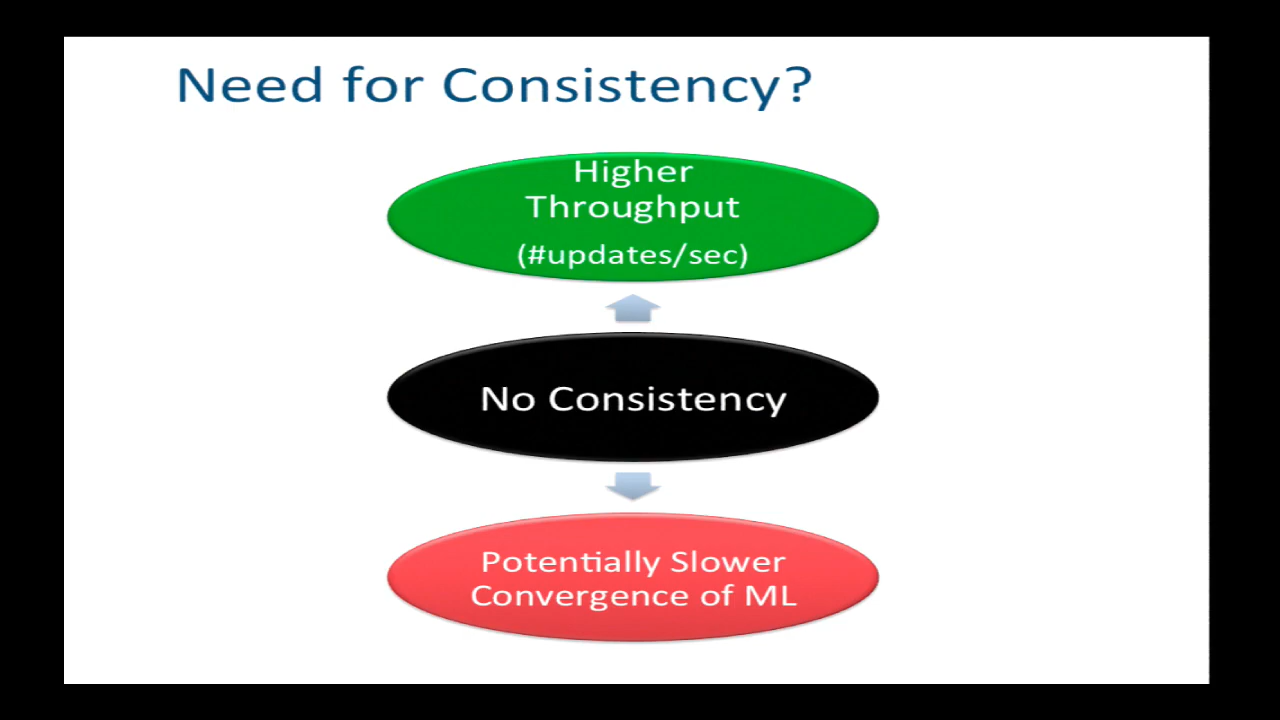 Need for Consistency?
Higher
Throughput
(#updates/sec)
No Consistency
Potentially Slower
Convergence of ML